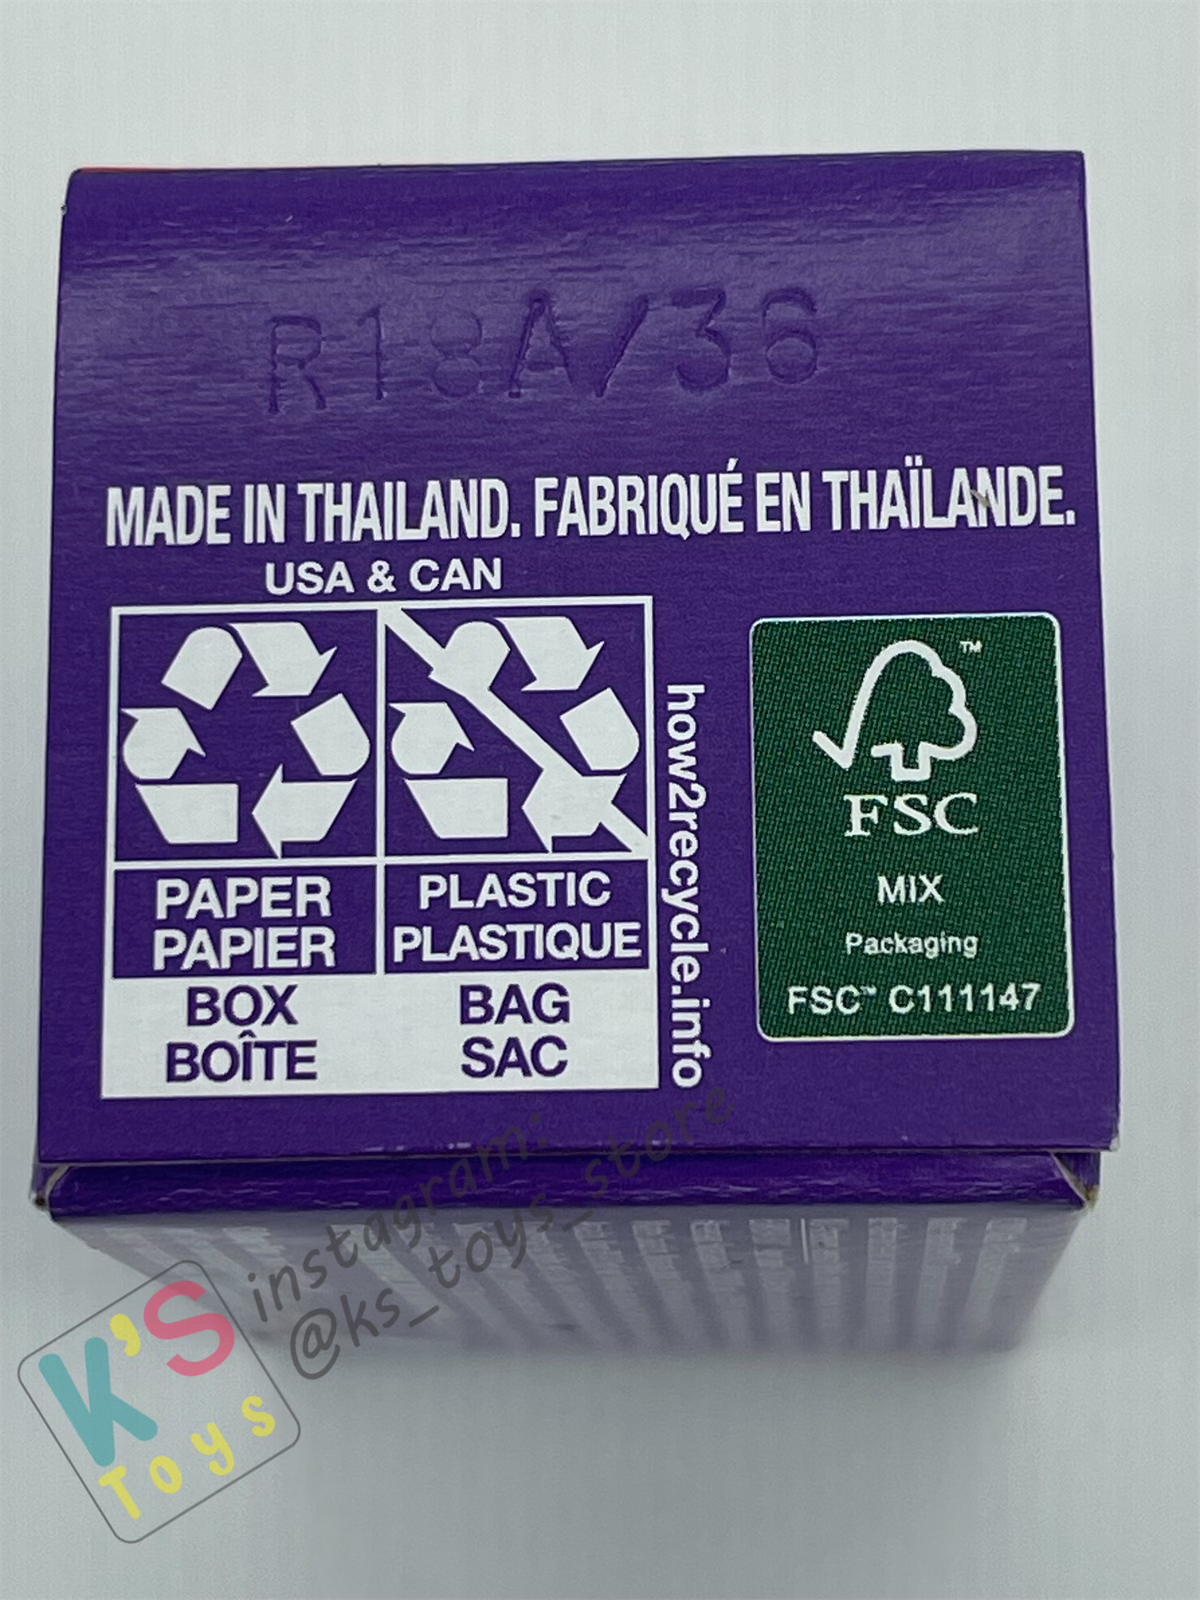 R18A/36
MADE IN THAILAND. FABRIQUÉ EN THAÏLANDE.
USA & CAN
PAPER
PAPIER
BOX
BOÎTE
PLASTIC
PLASTIQUE
BAG
SAC
how2recycle.info
™
FSC
MIX
Packaging
FSC™ C111147
instagram:
@ks_toys_store
K'S
Toys